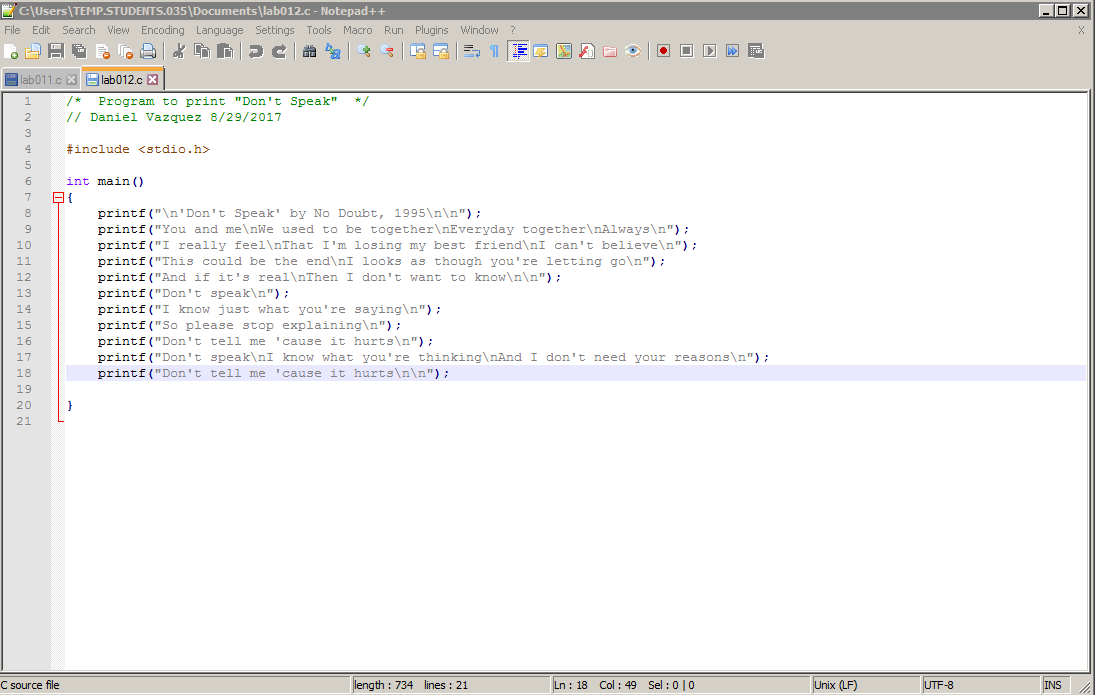 C:\Users\TEMP.STUDENTS.035\Documents\lab012.c - Notepad++
File Edit Search View Encoding Language Settings Tools Macro Run Plugins Window ? X
lab011.c lab012.c
1 /*  Program to print "Don't Speak"  */
2 // Daniel Vazquez 8/29/2017
3
4 #include <stdio.h>
5
6 int main()
7 {
8     printf("\n'Don't Speak' by No Doubt, 1995\n\n");
9     printf("You and me\nWe used to be together\nEveryday together\nAlways\n");
10     printf("I really feel\nThat I'm losing my best friend\nI can't believe\n");
11     printf("This could be the end\nI looks as though you're letting go\n");
12     printf("And if it's real\nThen I don't want to know\n\n");
13     printf("Don't speak\n");
14     printf("I know just what you're saying\n");
15     printf("So please stop explaining\n");
16     printf("Don't tell me 'cause it hurts\n");
17     printf("Don't speak\nI know what you're thinking\nAnd I don't need your reasons\n");
18     printf("Don't tell me 'cause it hurts\n\n");
19
20 }
21
C source file length : 734 lines : 21 Ln : 18 Col : 49 Sel : 0 | 0 Unix (LF) UTF-8 INS